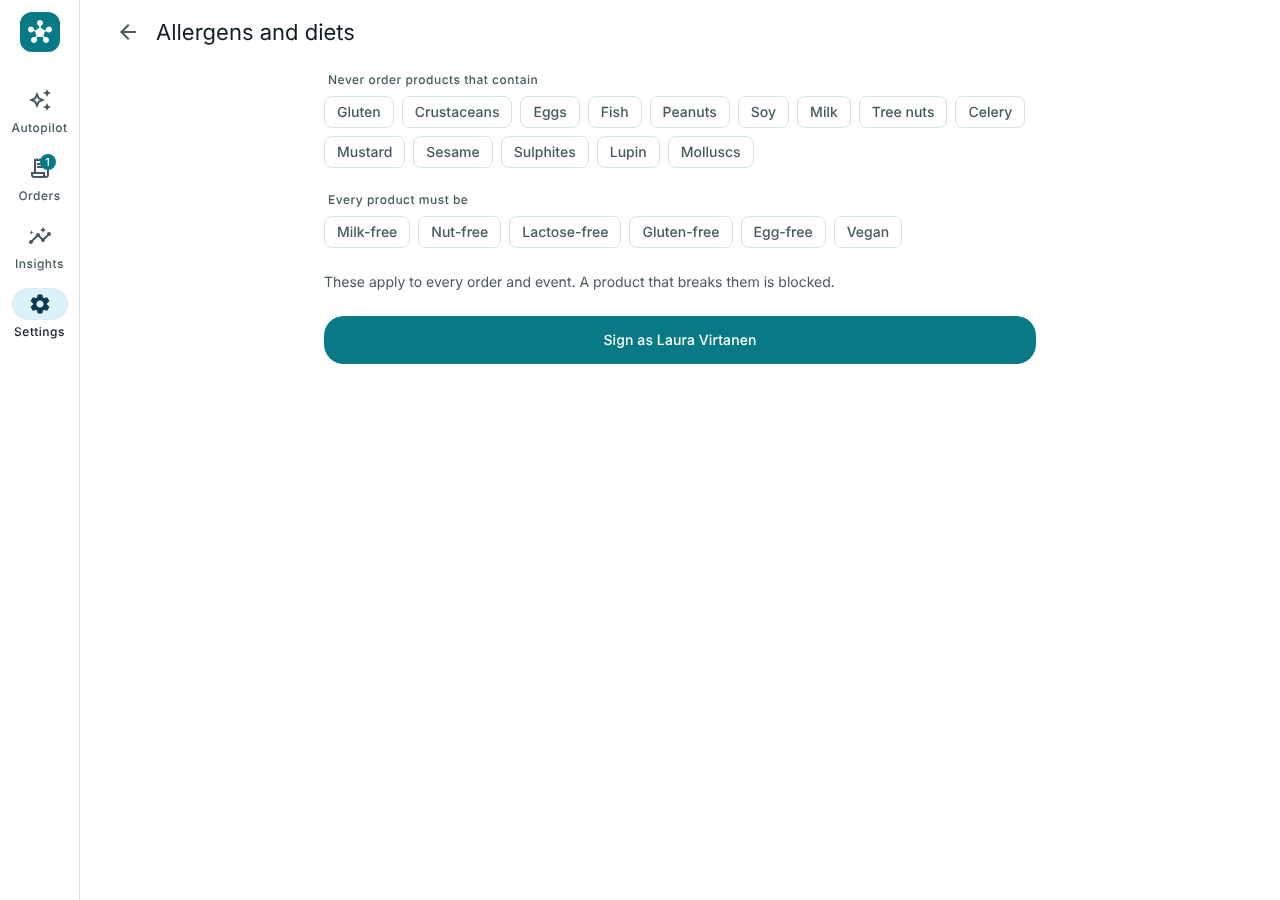 Allergens and diets
Autopilot
1
Orders
Insights
Settings
Never order products that contain
Gluten Crustaceans Eggs Fish Peanuts Soy Milk Tree nuts Celery
Mustard Sesame Sulphites Lupin Molluscs
Every product must be
Milk-free Nut-free Lactose-free Gluten-free Egg-free Vegan
These apply to every order and event. A product that breaks them is blocked.
Sign as Laura Virtanen